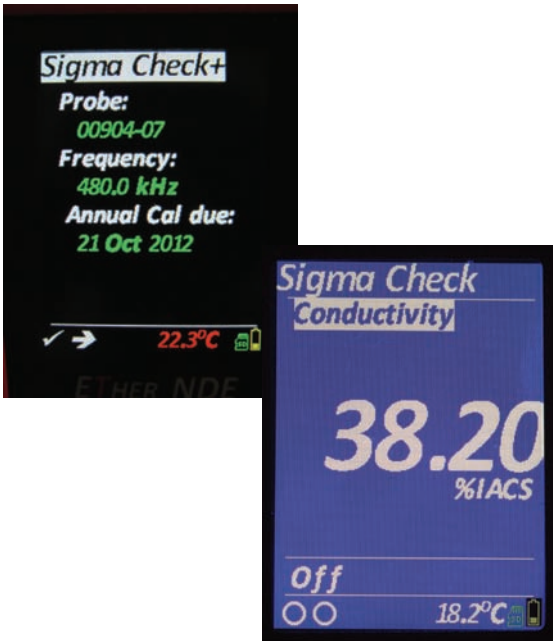 Sigma Check+
Probe:
00904-07
Frequency:
480.0 kHz
Annual Cal due:
21 Oct 2012
22.3°C
ETHER NDE
Sigma Check
Conductivity
38.20
%IACS
Off
18.2°C